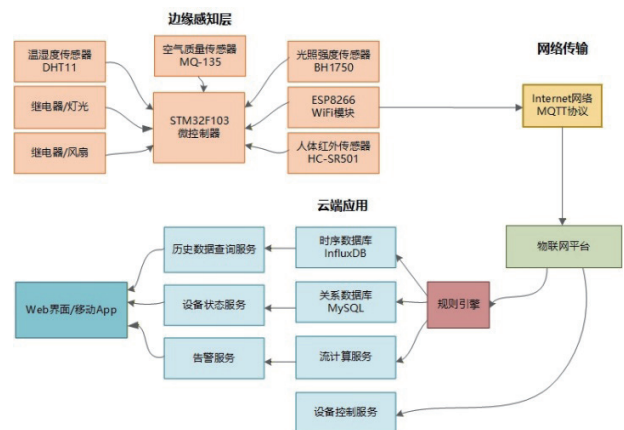 边缘感知层
温湿度传感器
DHT11
空气质量传感器
MQ-135
光照强度传感器
BH1750
网络传输
继电器/灯光
STM32F103
微控制器
ESP8266
WiFi模块
Internet网络
MQTT协议
继电器/风扇
人体红外传感器
HC-SR501
云端应用
历史数据查询服务
时序数据库
InfluxDB
物联网平台
Web界面/移动App
设备状态服务
关系数据库
MySQL
规则引擎
告警服务
流计算服务
设备控制服务